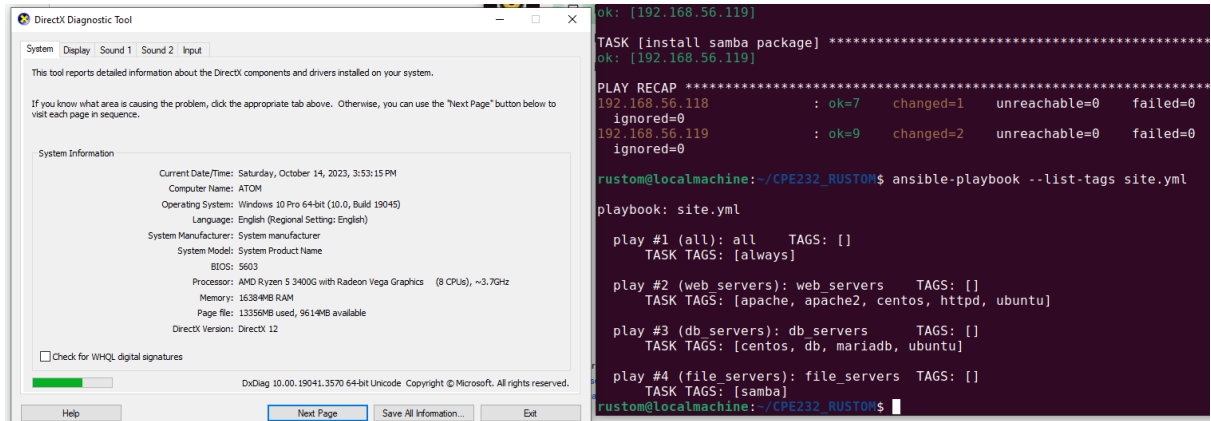 DirectX Diagnostic Tool
System Display Sound 1 Sound 2 Input
This tool reports detailed information about the DirectX components and drivers installed on your system.
If you know what area is causing the problem, click the appropriate tab above. Otherwise, you can use the "Next Page" button below to
visit each page in sequence.
System Information
Current Date/Time: Saturday, October 14, 2023, 3:53:15 PM
Computer Name: ATOM
Operating System: Windows 10 Pro 64-bit (10.0, Build 19045)
Language: English (Regional Setting: English)
System Manufacturer: System manufacturer
System Model: System Product Name
BIOS: 5603
Processor: AMD Ryzen 5 3400G with Radeon Vega Graphics (8 CPUs), ~3.7GHz
Memory: 16384MB RAM
Page file: 13356MB used, 9614MB available
DirectX Version: DirectX 12
Check for WHQL digital signatures
DxDiag 10.00.19041.3570 64-bit Unicode Copyright © Microsoft. All rights reserved.
Help Next Page Save All Information... Exit
ok: [192.168.56.119]
TASK [install samba package] ************************************************
ok: [192.168.56.119]
PLAY RECAP ******************************************************************
192.168.56.118 : ok=7 changed=1 unreachable=0 failed=0
ignored=0
192.168.56.119 : ok=9 changed=2 unreachable=0 failed=0
ignored=0
rustom@localmachine:~/CPE232_RUSTOM$ ansible-playbook --list-tags site.yml
playbook: site.yml
play #1 (all): all TAGS: []
TASK TAGS: [always]
play #2 (web_servers): web_servers TAGS: []
TASK TAGS: [apache, apache2, centos, httpd, ubuntu]
play #3 (db_servers): db_servers TAGS: []
TASK TAGS: [centos, db, mariadb, ubuntu]
play #4 (file_servers): file_servers TAGS: []
TASK TAGS: [samba]
rustom@localmachine:~/CPE232_RUSTOM$